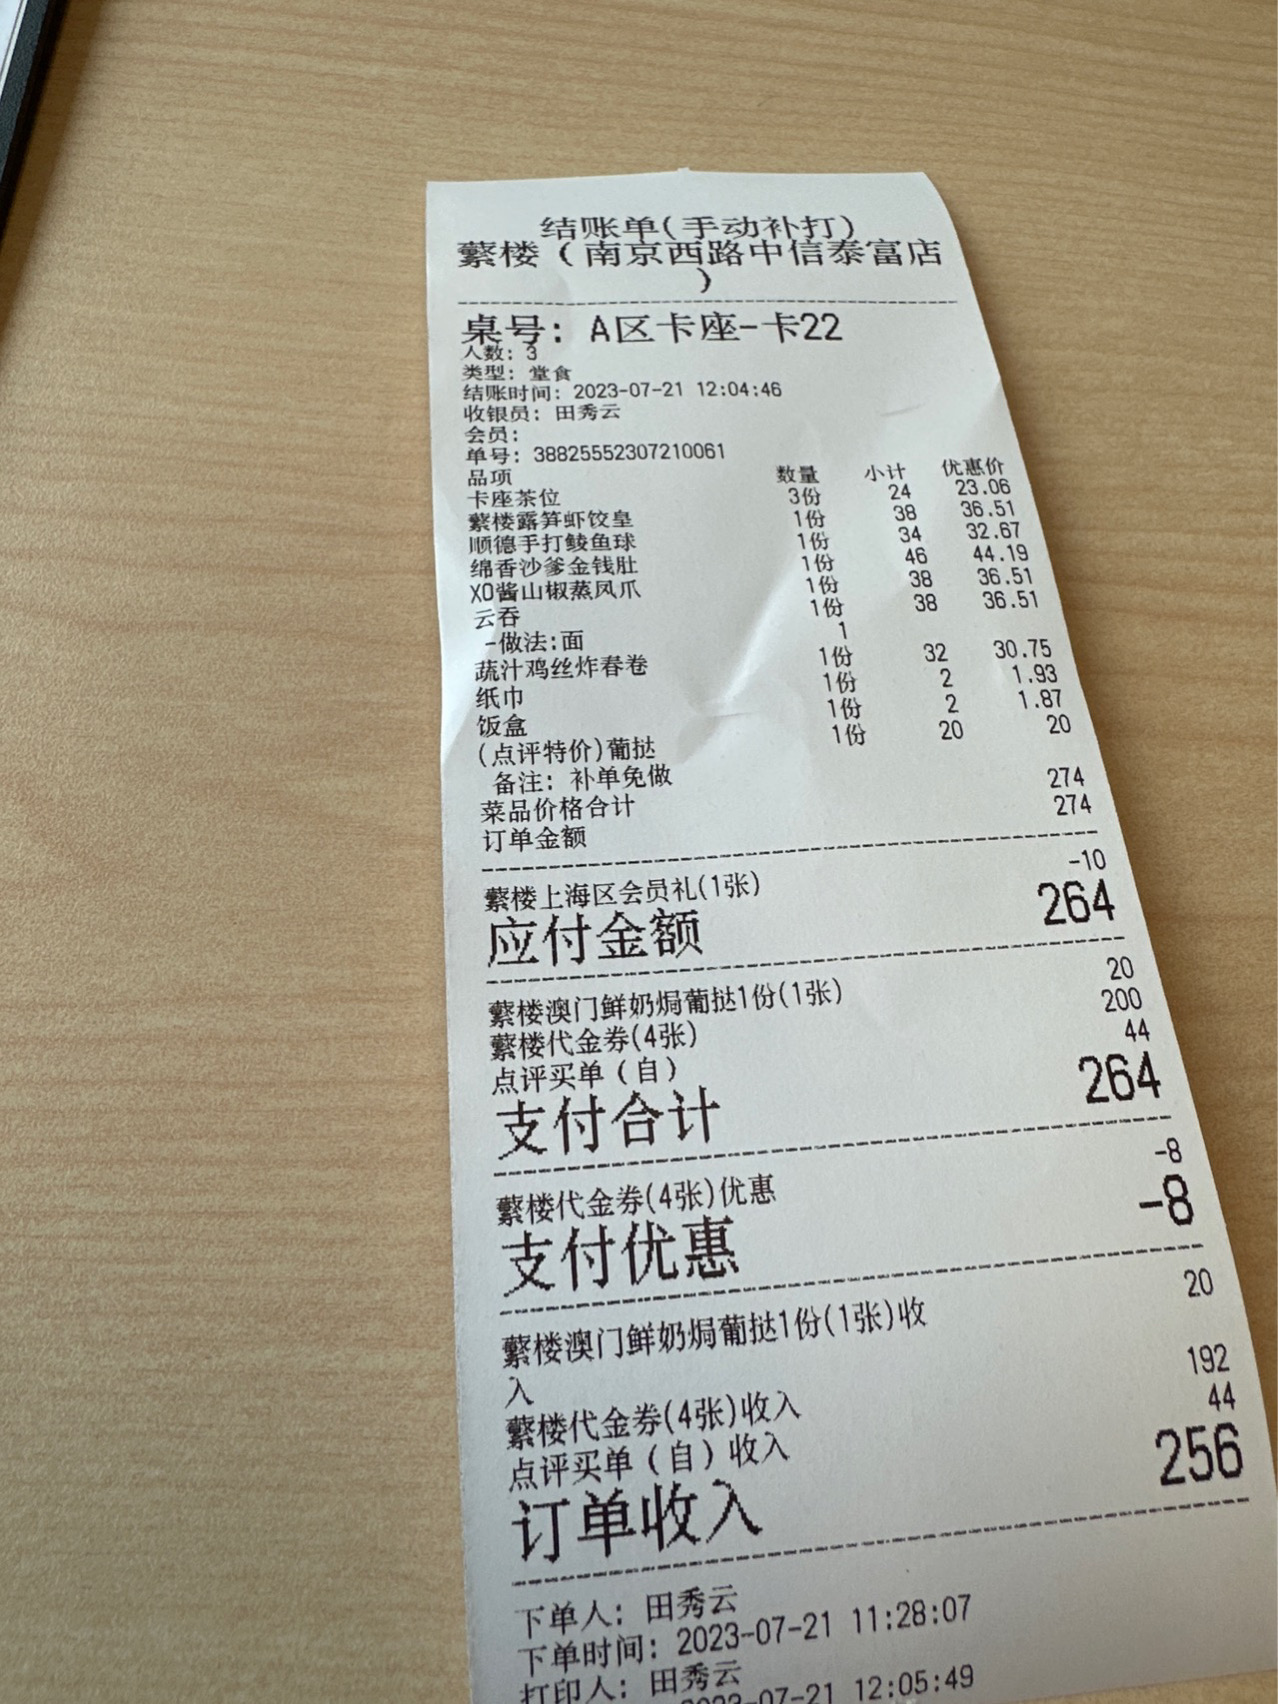 结账单(手动补打)
蘩楼（南京西路中信泰富店
）
桌号: A区卡座-卡22
人数: 3
类型: 堂食
结账时间: 2023-07-21 12:04:46
收银员: 田秀云
会员:
单号: 38825552307210061
品项 数量 小计 优惠价
卡座茶位 3份 24 23.06
蘩楼露笋虾饺皇 1份 38 36.51
顺德手打鲮鱼球 1份 34 32.67
绵香沙爹金钱肚 1份 46 44.19
XO酱山椒蒸凤爪 1份 38 36.51
云吞 1份 38 36.51
-做法:面 1
蔬汁鸡丝炸春卷 1份 32 30.75
纸巾 1份 2 1.93
饭盒 1份 2 1.87
(点评特价)葡挞 1份 20 20
备注: 补单免做
菜品价格合计 274
订单金额 274
蘩楼上海区会员礼(1张) -10
应付金额 264
蘩楼澳门鲜奶焗葡挞1份(1张) 20
蘩楼代金券(4张) 200
点评买单（自） 44
支付合计 264
蘩楼代金券(4张)优惠 -8
支付优惠 -8
蘩楼澳门鲜奶焗葡挞1份(1张)收 20
入
蘩楼代金券(4张)收入 192
点评买单（自）收入 44
订单收入 256
下单人: 田秀云
下单时间: 2023-07-21 11:28:07
打印人: 田秀云
2023-07-21 12:05:49